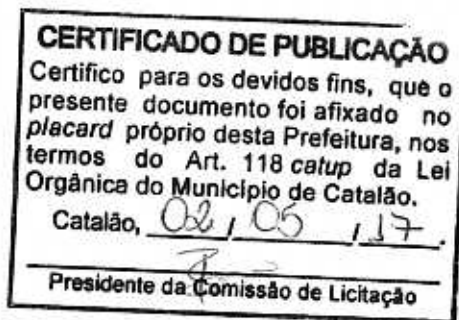 CERTIFICADO DE PUBLICAÇÃO
Certifico para os devidos fins, que o
presente documento foi afixado no
placard próprio desta Prefeitura, nos
termos do Art. 118 catup da Lei
Orgânica do Município de Catalão.
Catalão, 02 / 05 / 17.
Presidente da Comissão de Licitação